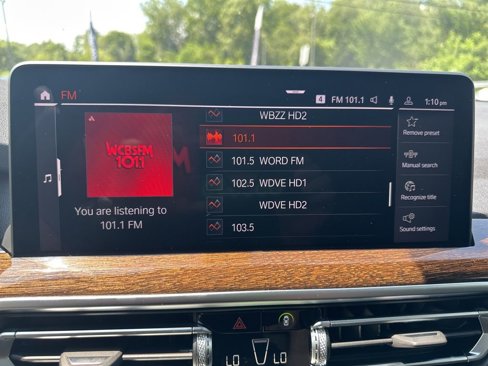 FM
4 FM 101.1
1:10 pm
WCBSFM
101.1
You are listening to
101.1 FM
WBZZ HD2
101.1
101.5 WORD FM
102.5 WDVE HD1
WDVE HD2
103.5
Remove preset
Manual search
Recognize title
Sound settings
LO LO